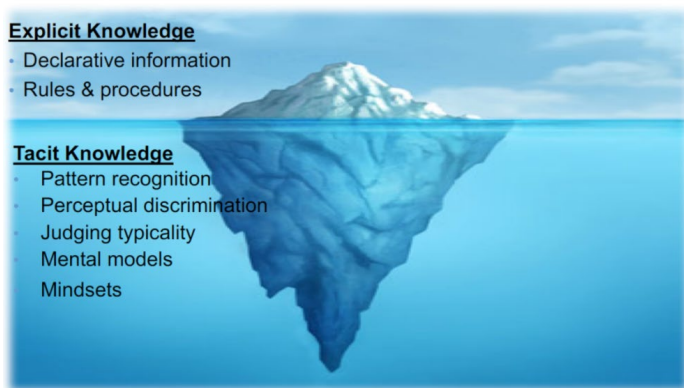 Explicit Knowledge
• Declarative information
• Rules & procedures
Tacit Knowledge
• Pattern recognition
• Perceptual discrimination
• Judging typicality
• Mental models
Mindsets